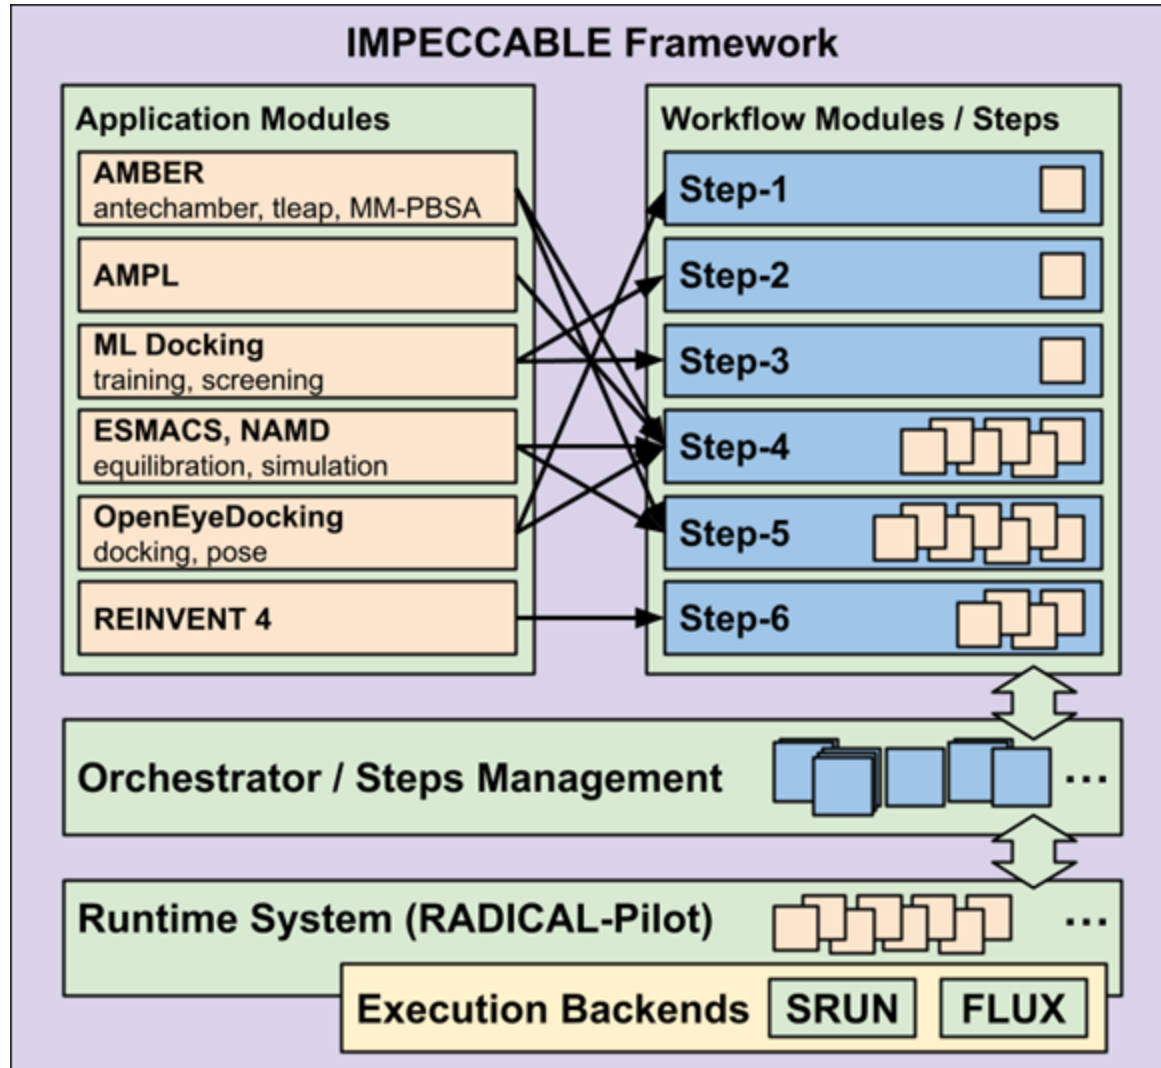 IMPECCABLE Framework
Application Modules
AMBER
antechamber, tleap, MM-PBSA
AMPL
ML Docking
training, screening
ESMACS, NAMD
equilibration, simulation
OpenEyeDocking
docking, pose
REINVENT 4
Workflow Modules / Steps
Step-1
Step-2
Step-3
Step-4
Step-5
Step-6
Orchestrator / Steps Management
...
Runtime System (RADICAL-Pilot)
...
Execution Backends
SRUN
FLUX